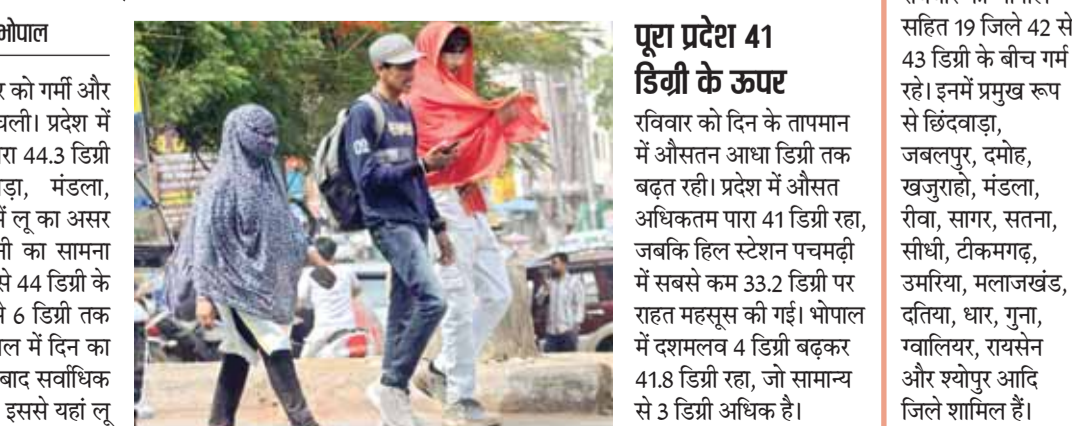 भोपाल
को गर्मी और
चली। प्रदेश में
44.3 डिग्री
मंडला,
में लू का असर
का सामना
से 44 डिग्री के
6 डिग्री तक
में दिन का
बाद सर्वाधिक
इससे यहां लू
पूरा प्रदेश 41
डिग्री के ऊपर
रविवार को दिन के तापमान
में औसतन आधा डिग्री तक
बढ़त रही। प्रदेश में औसत
अधिकतम पारा 41 डिग्री रहा,
जबकि हिल स्टेशन पचमढ़ी
में सबसे कम 33.2 डिग्री पर
राहत महसूस की गई। भोपाल
में दशमलव 4 डिग्री बढ़कर
41.8 डिग्री रहा, जो सामान्य
से 3 डिग्री अधिक है।
सहित 19 जिले 42 से
43 डिग्री के बीच गर्म
रहे। इनमें प्रमुख रूप
से छिंदवाड़ा,
जबलपुर, दमोह,
खजुराहो, मंडला,
रीवा, सागर, सतना,
सीधी, टीकमगढ़,
उमरिया, मलाजखंड,
दतिया, धार, गुना,
ग्वालियर, रायसेन
और श्योपुर आदि
जिले शामिल हैं।